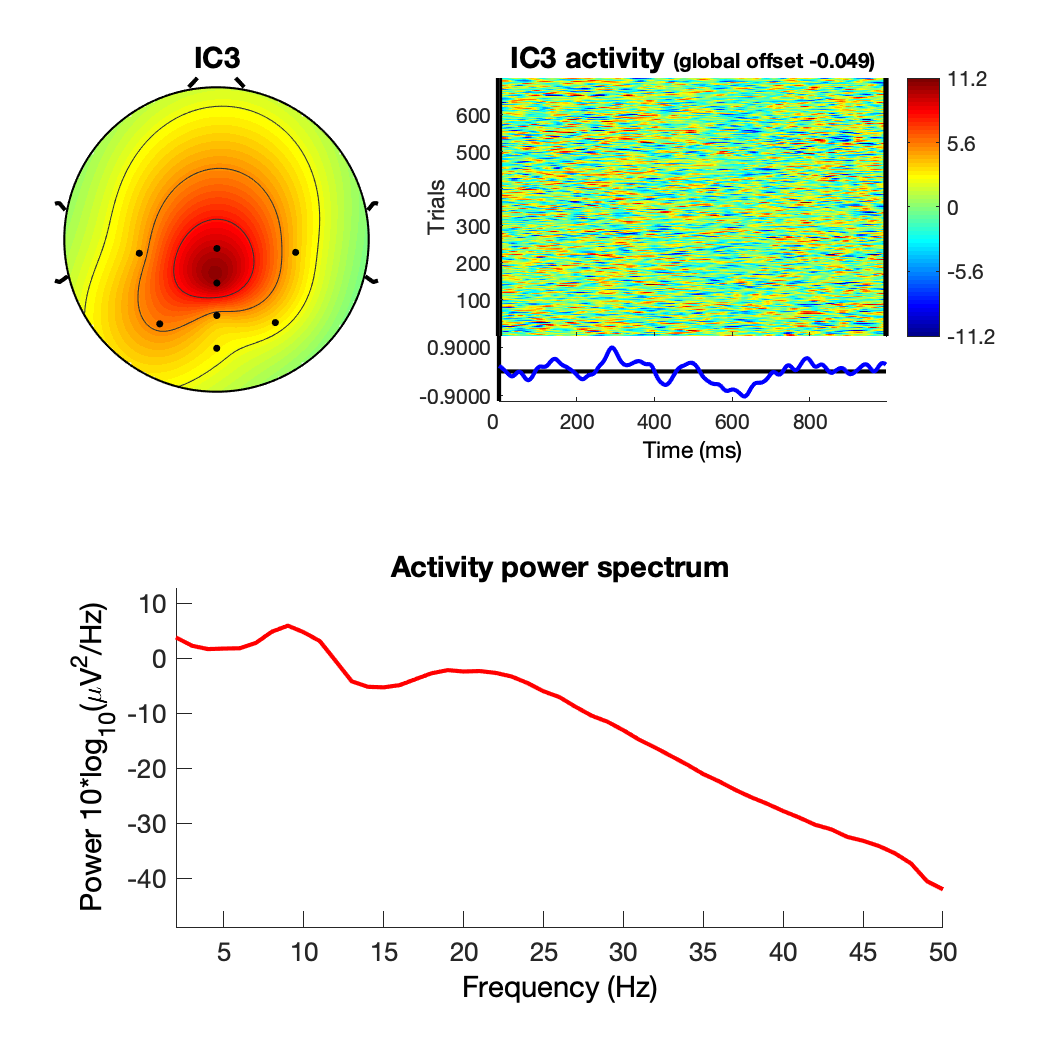 IC3
IC3 activity (global offset -0.049)
Trials
600
500
400
300
200
100
11.2
5.6
0
-5.6
-11.2
0.9000
-0.9000
0 200 400 600 800
Time (ms)
Activity power spectrum
Power 10*log10(μV2/Hz)
10
0
-10
-20
-30
-40
5 10 15 20 25 30 35 40 45 50
Frequency (Hz)